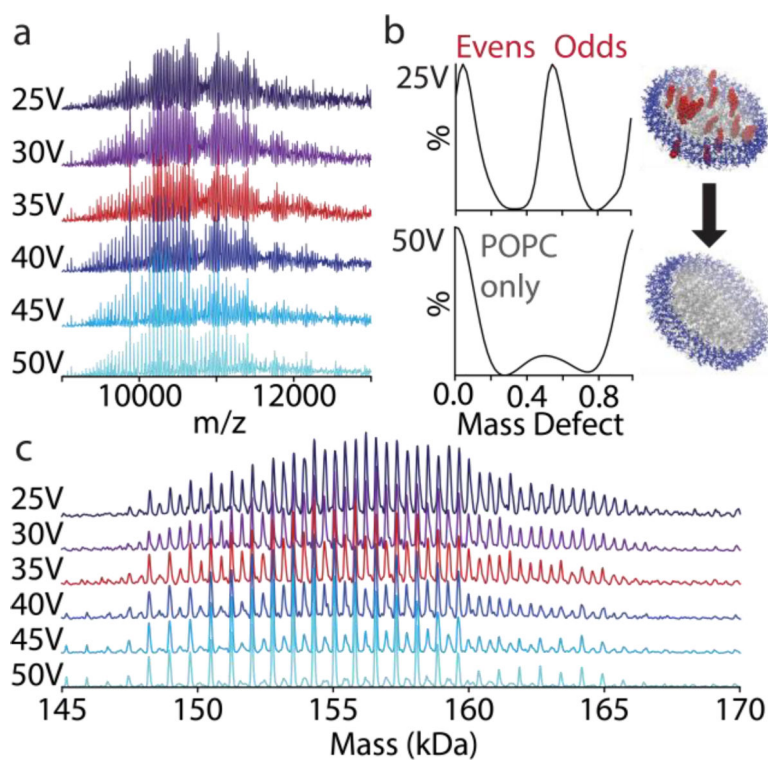 a
25V
30V
35V
40V
45V
50V
10000 12000
m/z
b
Evens Odds
25V
%
50V
POPC
only
%
0.0 0.4 0.8
Mass Defect
c
25V
30V
35V
40V
45V
50V
145 150 155 160 165 170
Mass (kDa)